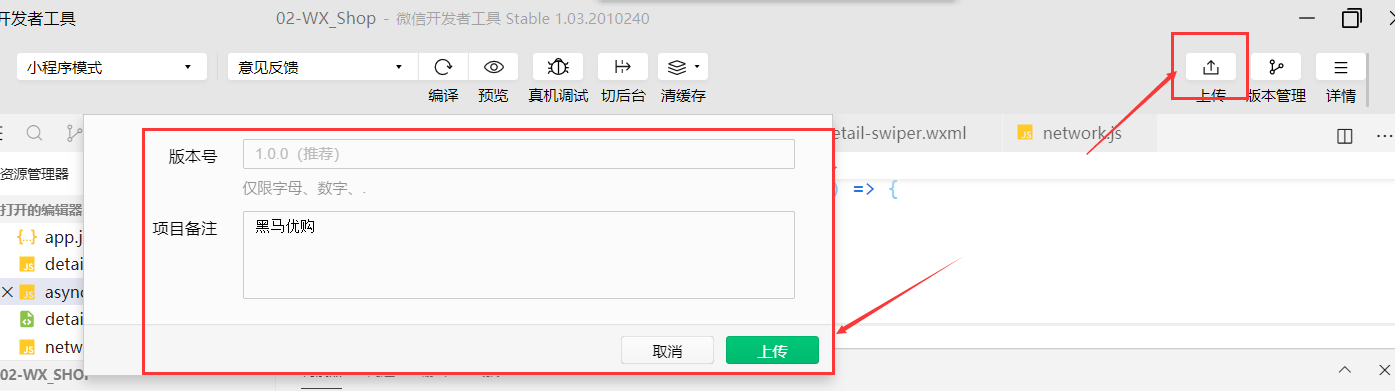 开发者工具
02-WX_Shop - 微信开发者工具 Stable 1.03.2010240
小程序模式
意见反馈
编译
预览
真机调试
切后台
清缓存
上传
版本管理
详情
etail-swiper.wxml
network.js
资源管理器
版本号
1.0.0（推荐）
仅限字母、数字、.
) => {
打开的编辑器
项目备注
黑马优购
{..} app.j
JS detai
JS async
detai
JS netw
取消
上传
02-WX_SHOP